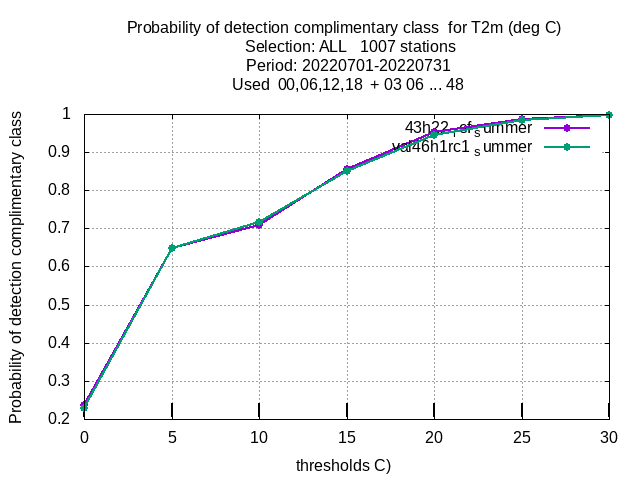 Probability of detection complimentary class  for T2m (deg C)
Selection: ALL   1007 stations
Period: 20220701-20220731
Used  00,06,12,18  + 03 06 ... 48
Probability of detection complimentary class
1
0.9
0.8
0.7
0.6
0.5
0.4
0.3
0.2
43h22_ref_summer
val46h1rc1_summer
0
5
10
15
20
25
30
thresholds C)